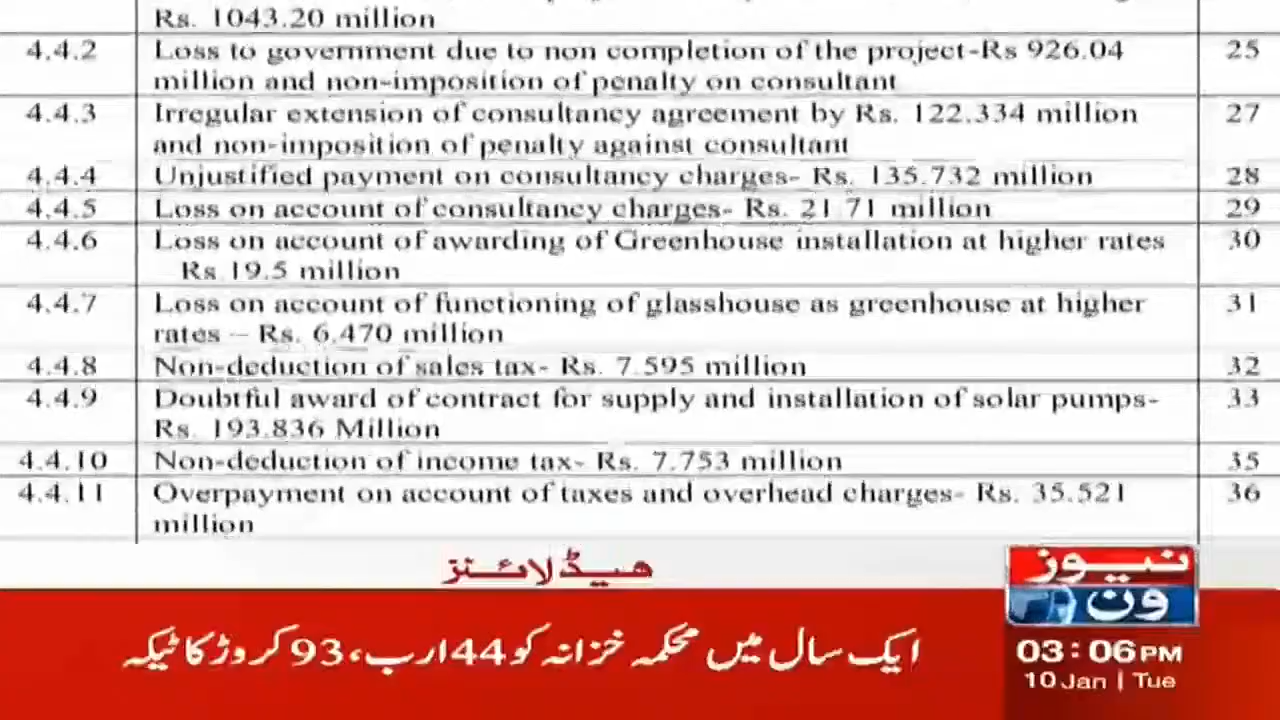 Rs. 1043.20 million
4.4.2 Loss to government due to non completion of the project-Rs 926.04 25
million and non-imposition of penalty on consultant
4.4.3 Irregular extension of consultancy agreement by Rs. 122.334 million 27
and non-imposition of penalty against consultant
4.4.4 Unjustified payment on consultancy charges- Rs. 135.732 million 28
4.4.5 Loss on account of consultancy charges- Rs. 21.71 million 29
4.4.6 Loss on account of awarding of Greenhouse installation at higher rates 30
Rs 19.5 million
4.4.7 Loss on account of functioning of glasshouse as greenhouse at higher 31
rates – Rs. 6.470 million
4.4.8 Non-deduction of sales tax- Rs. 7.595 million 32
4.4.9 Doubtful award of contract for supply and installation of solar pumps- 33
Rs. 193.836 Million
4.4.10 Non-deduction of income tax- Rs. 7.753 million 35
4.4.11 Overpayment on account of taxes and overhead charges- Rs. 35.521 36
million
ہیڈلائنز
نیوز
ون
ایک سال میں محکمہ خزانہ کو 44 ارب، 93 کروڑ کا ٹیکہ
03:06 PM
10 Jan | Tue